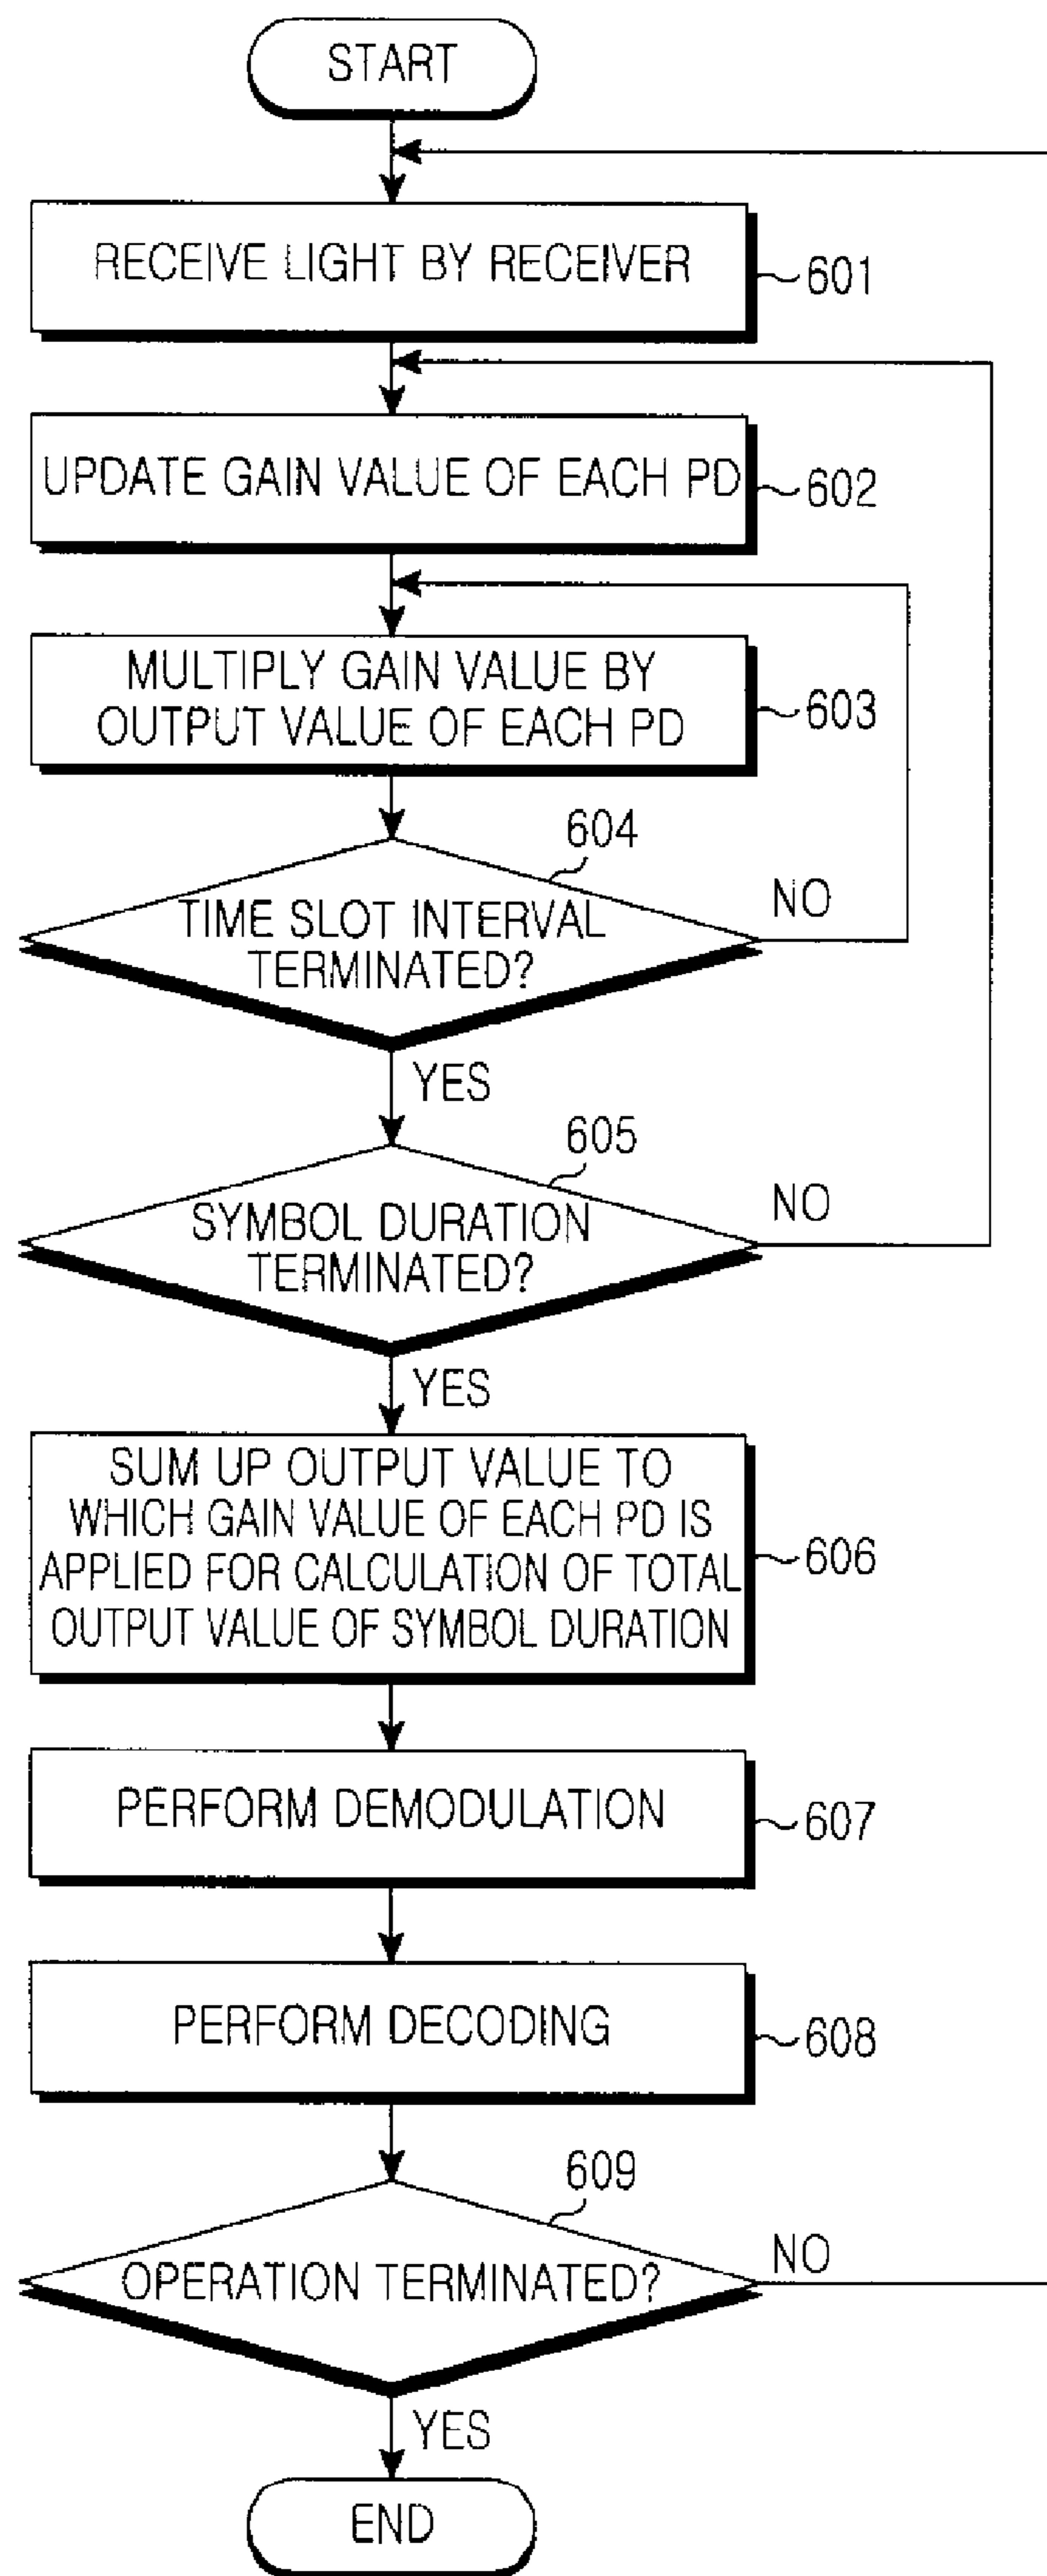 START
RECEIVE LIGHT BY RECEIVER
601
UPDATE GAIN VALUE OF EACH PD
602
MULTIPLY GAIN VALUE BY
OUTPUT VALUE OF EACH PD
603
604
TIME SLOT INTERVAL
TERMINATED?
NO
YES
605
SYMBOL DURATION
TERMINATED?
NO
YES
SUM UP OUTPUT VALUE TO
WHICH GAIN VALUE OF EACH PD IS
APPLIED FOR CALCULATION OF TOTAL
OUTPUT VALUE OF SYMBOL DURATION
606
PERFORM DEMODULATION
607
PERFORM DECODING
608
609
OPERATION TERMINATED?
NO
YES
END